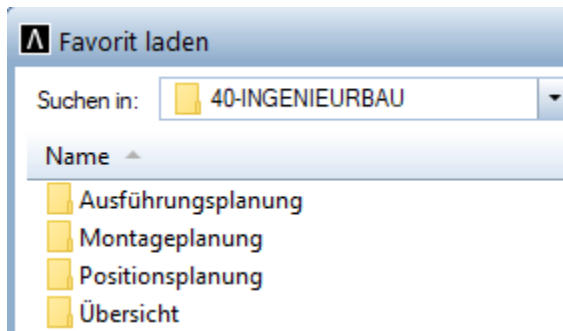 Favorit laden
Suchen in: 40-INGENIEURBAU
Name
Ausführungsplanung
Montageplanung
Positionsplanung
Übersicht